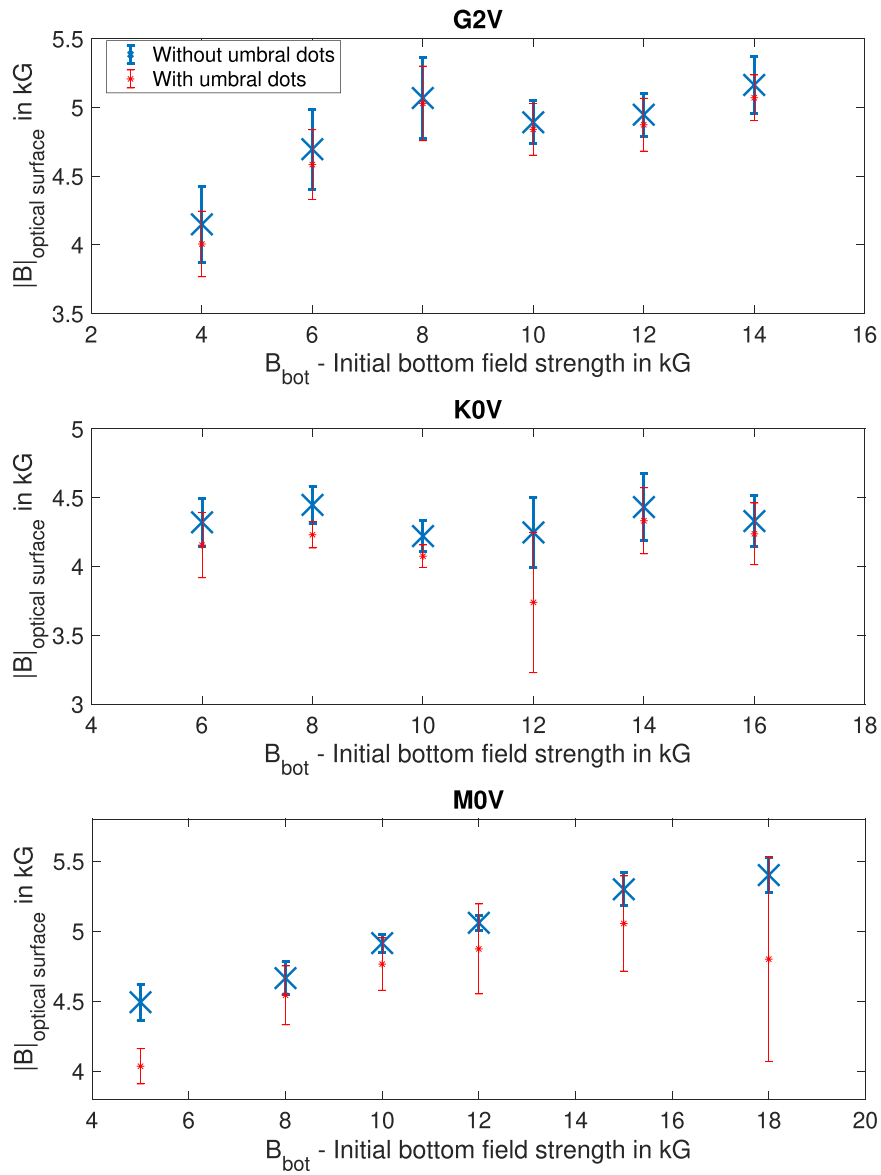 G2V
Without umbral dots
With umbral dots
|B|optical surface in kG
5.5
5
4.5
4
3.5
2 4 6 8 10 12 14 16
Bbot - Initial bottom field strength in kG
K0V
|B|optical surface in kG
5
4.5
4
3.5
3
4 6 8 10 12 14 16 18
Bbot - Initial bottom field strength in kG
M0V
|B|optical surface in kG
5.5
5
4.5
4
4 6 8 10 12 14 16 18 20
Bbot - Initial bottom field strength in kG